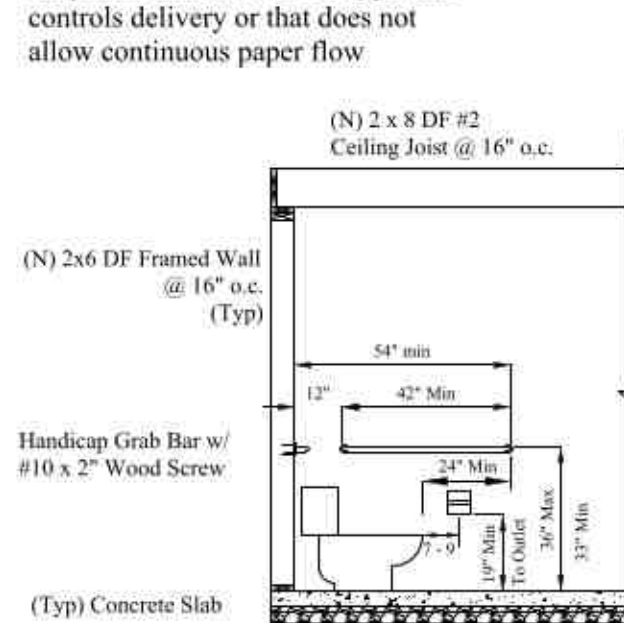 controls delivery or that does not
allow continuous paper flow
(N) 2 x 8 DF #2
Ceiling Joist @ 16" o.c.
(N) 2x6 DF Framed Wall
@ 16" o.c.
(Typ)
54" min
12"
42" Min
Handicap Grab Bar w/
#10 x 2" Wood Screw
24" Min
7 - 9
19" Min
To Outlet
36" Max
33" Min
(Typ) Concrete Slab